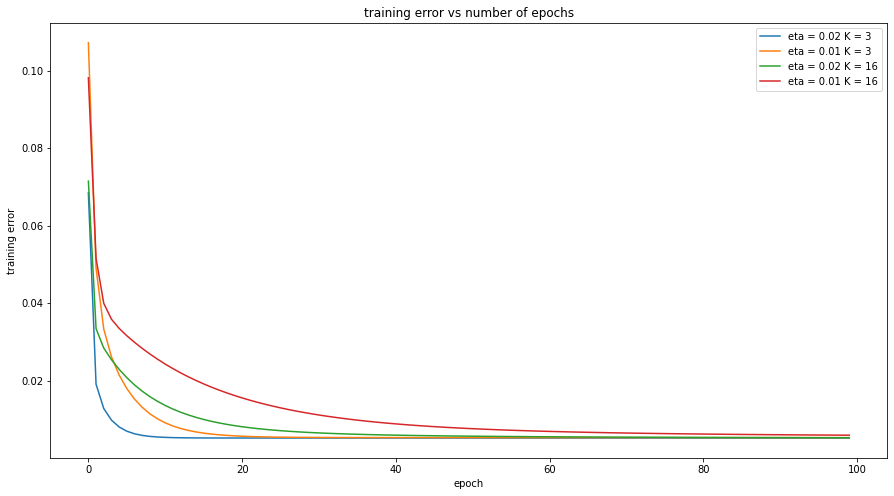 training error vs number of epochs
eta = 0.02 K = 3
eta = 0.01 K = 3
eta = 0.02 K = 16
eta = 0.01 K = 16
training error
0.10
0.08
0.06
0.04
0.02
0 20 40 60 80 100
epoch